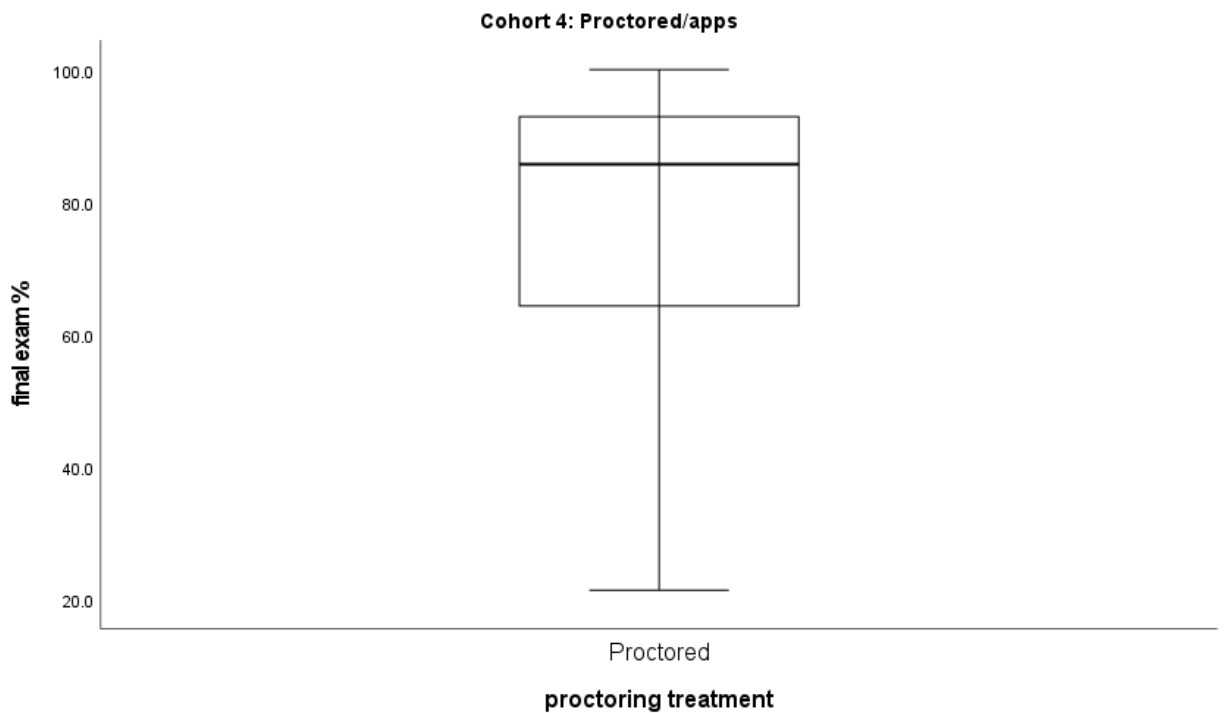 Cohort 4: Proctored/apps
100.0
80.0
60.0
40.0
20.0
final exam%
Proctored
proctoring treatment